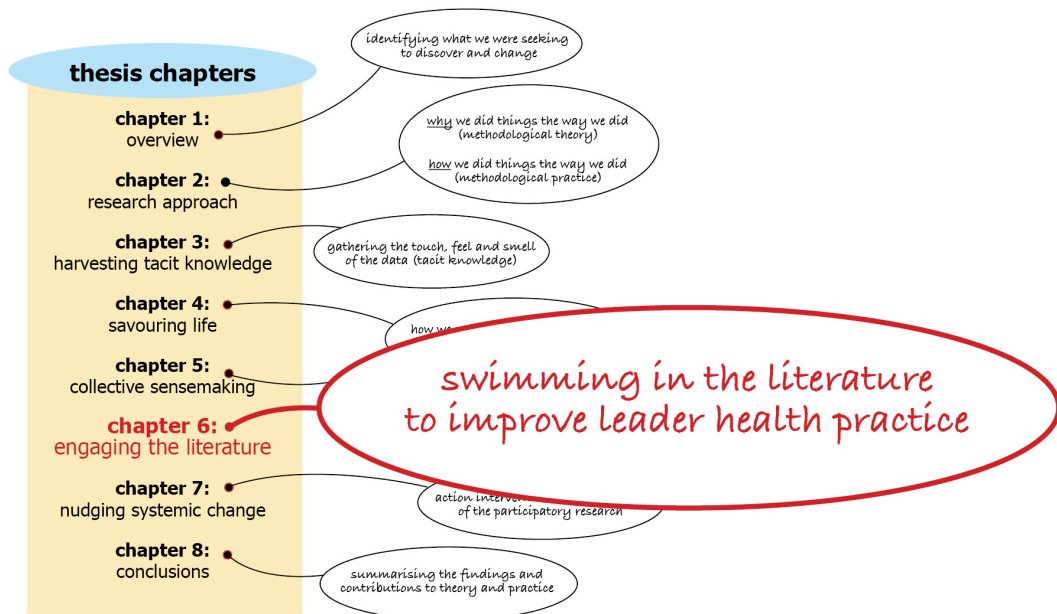 identifying what we were seeking
to discover and change
thesis chapters
chapter 1:
overview
why we did things the way we did
(methodological theory)
how we did things the way we did
(methodological practice)
chapter 2:
research approach
chapter 3:
harvesting tacit knowledge
gathering the touch, feel and smell
of the data (tacit knowledge)
chapter 4
savouring life
how we
chapter 5:
collective sensemaking
swimming in the literature
to improve leader health practice
chapter 6:
engaging the literature
chapter 7:
nudging systemic change
action
of the participatory research
chapter 8:
conclusions
summarising the findings and
contributions to theory and practice